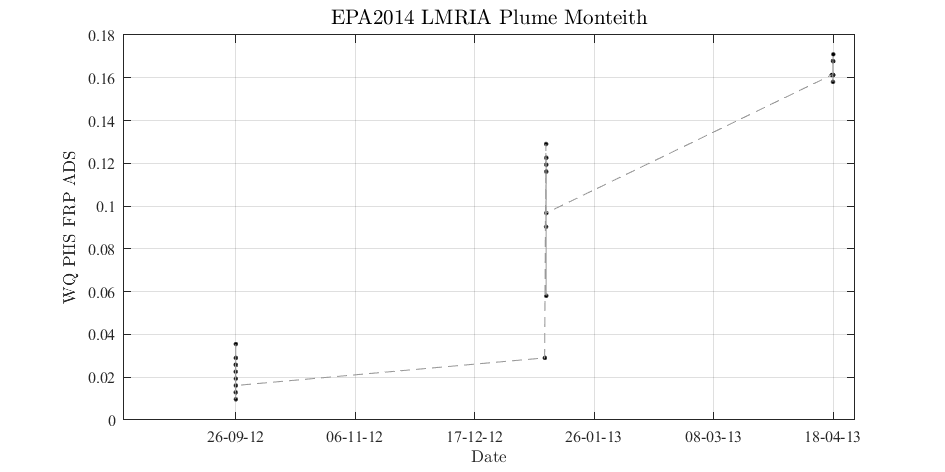 EPA2014 LMRIA Plume Monteith
0.18
0.16
0.14
0.12
0.1
0.08
0.06
0.04
0.02
0
WQ PHS FRP ADS
26-09-12 06-11-12 17-12-12 26-01-13 08-03-13 18-04-13
Date